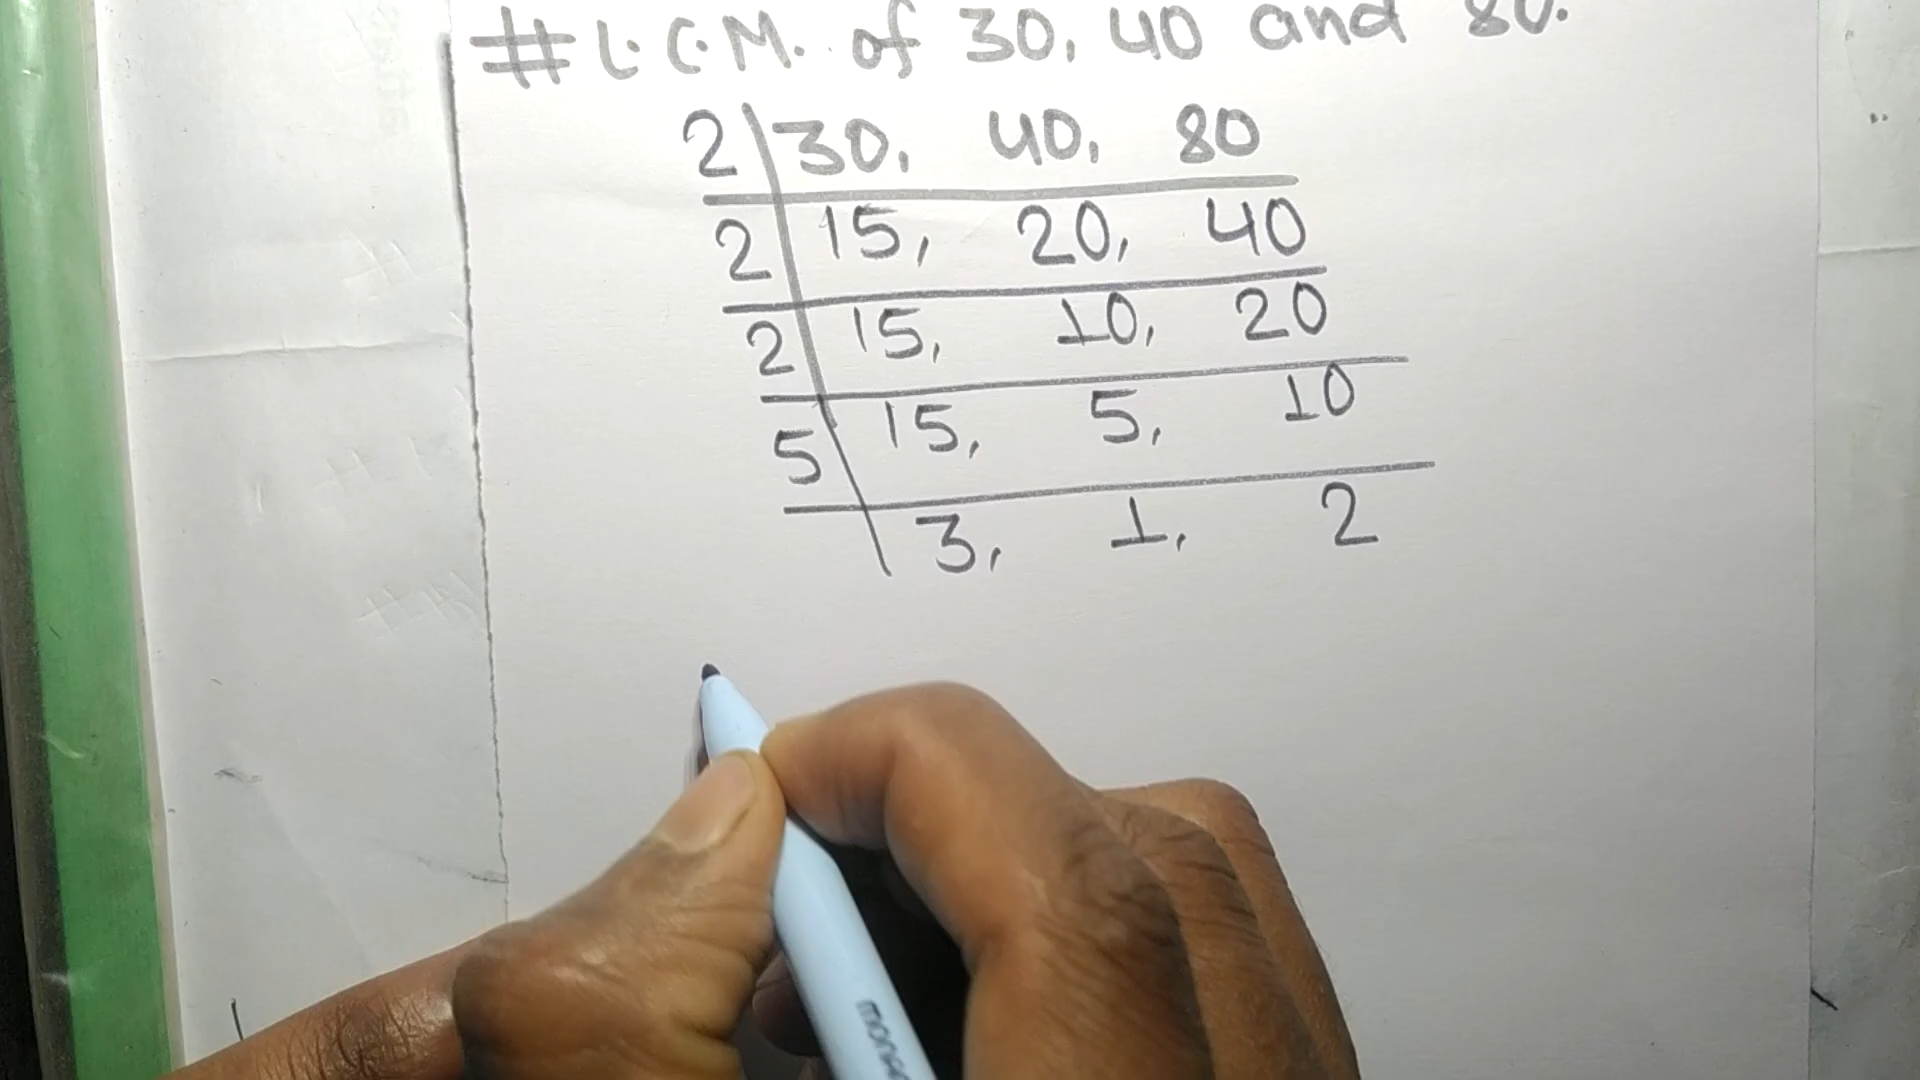 # L.C.M. of 30, 40 and 80.
2 30, 40, 80
2 15, 20, 40
2 15, 10, 20
5 15, 5, 10
3, 1, 2